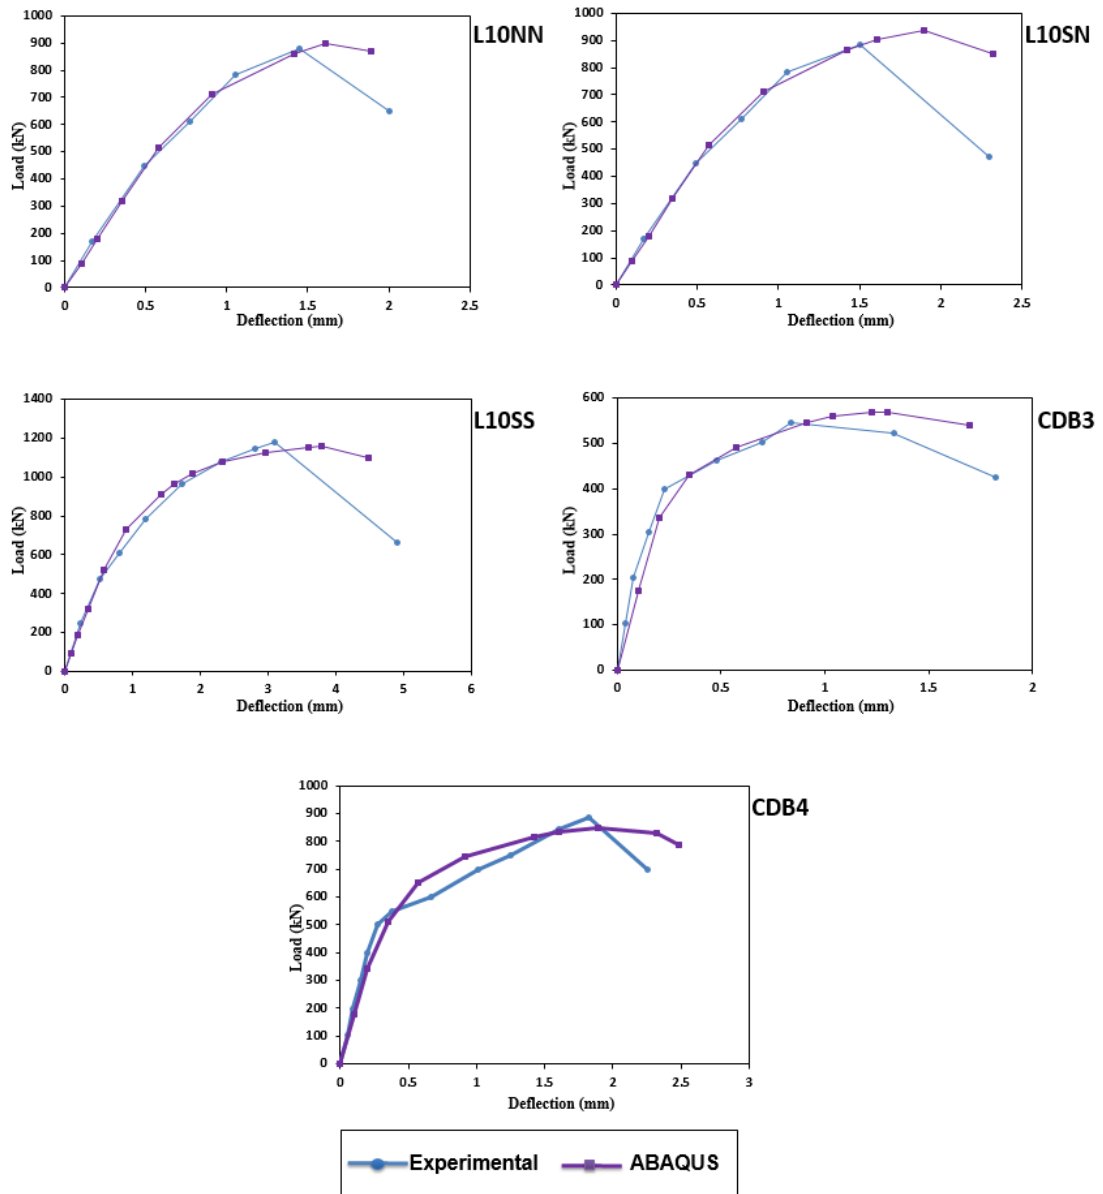 L10NN
1000
900
800
700
600
500
400
300
200
100
0
Load (kN)
0 0.5 1 1.5 2 2.5
Deflection (mm)
L10SN
1000
900
800
700
600
500
400
300
200
100
0
Load (kN)
0 0.5 1 1.5 2 2.5
Deflection (mm)
L10SS
1400
1200
1000
800
600
400
200
0
Load (kN)
0 1 2 3 4 5 6
Deflection (mm)
CDB3
600
500
400
300
200
100
0
Load (kN)
0 0.5 1 1.5 2
Deflection (mm)
CDB4
1000
900
800
700
600
500
400
300
200
100
0
Load (kN)
0 0.5 1 1.5 2 2.5 3
Deflection (mm)
Experimental ABAQUS